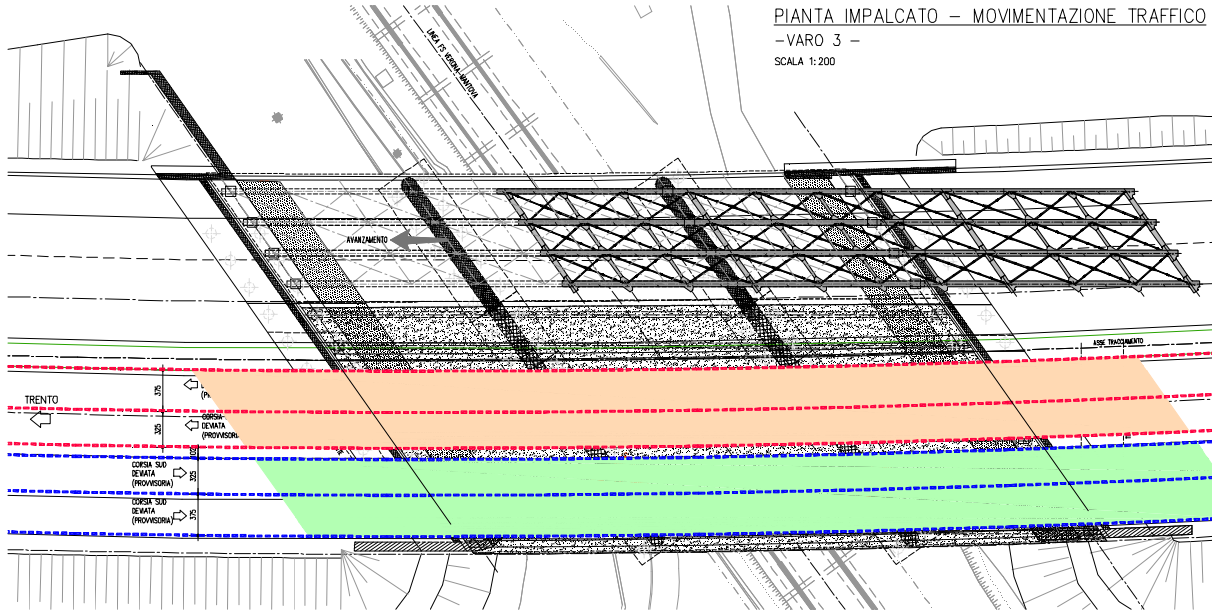 PIANTA IMPALCATO – MOVIMENTAZIONE TRAFFICO
–VARO 3 –
SCALA 1:200
LINEA FS VERONA-MANTOVA
AVANZAMENTO
ASSE TRACCIAMENTO
TRENTO
375
325
100
325
375
CORSIA
DEVIATA
CORSIA SUD
DEVIATA
(PROVVISORIA)
CORSIA SUD
DEVIATA
(PROVVISORIA)